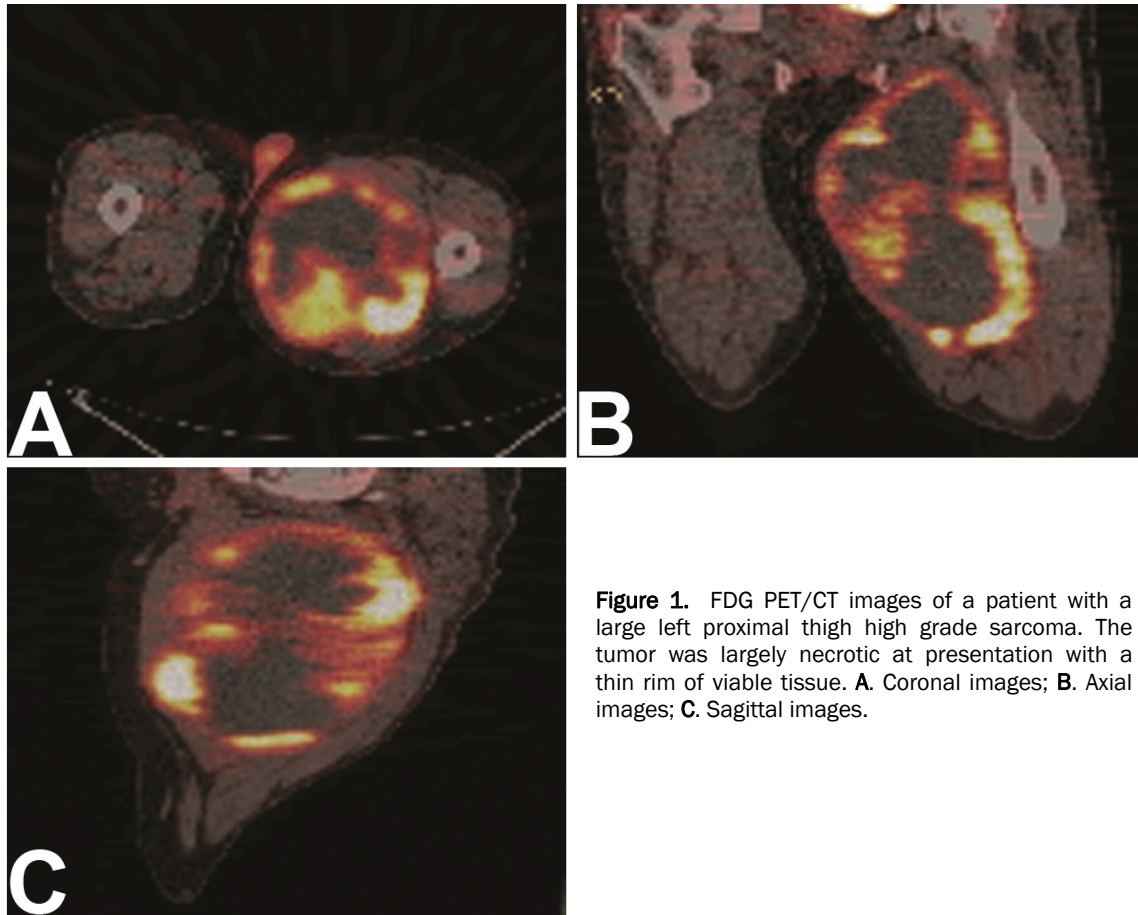 A
B
C
Figure 1. FDG PET/CT images of a patient with a
large left proximal thigh high grade sarcoma. The
tumor was largely necrotic at presentation with a
thin rim of viable tissue. A. Coronal images; B. Axial
images; C. Sagittal images.